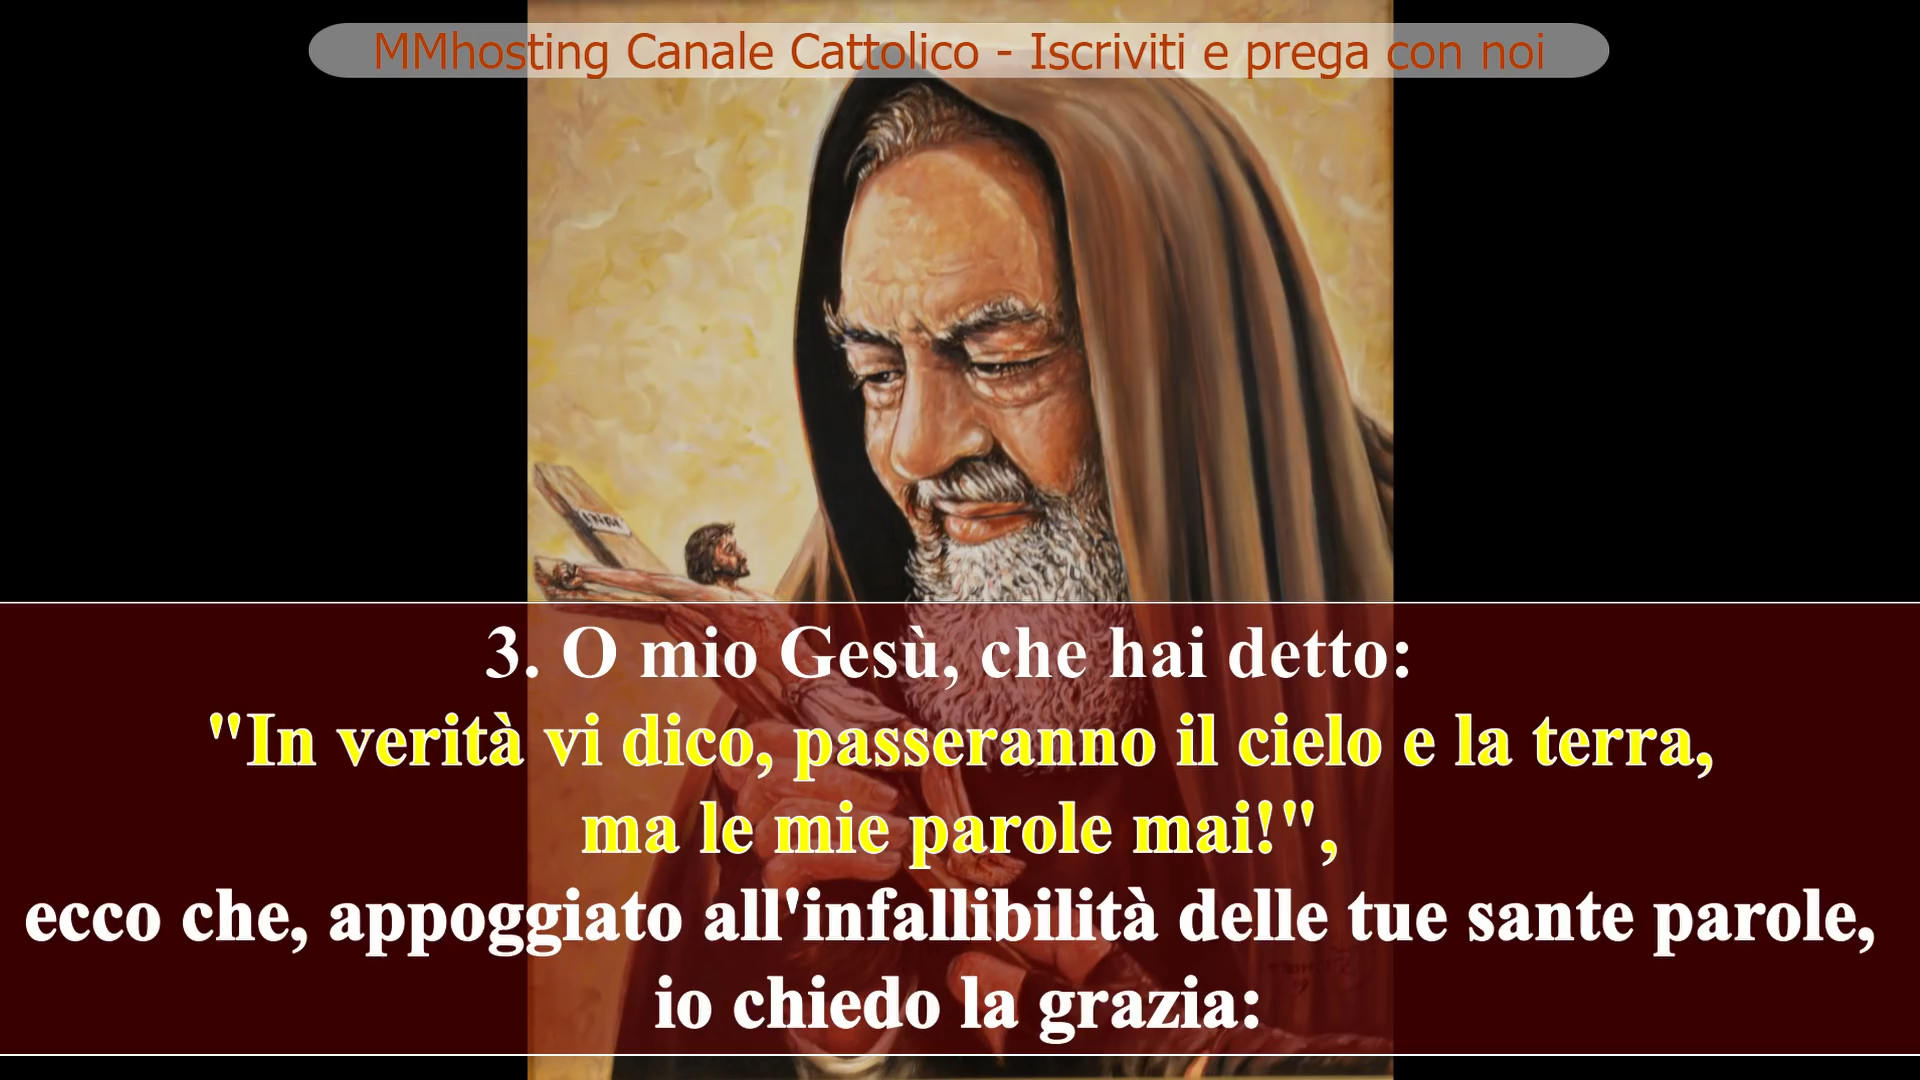 MMhosting Canale Cattolico - Iscriviti e prega con noi
3. O mio Gesù, che hai detto:
"In verità vi dico, passeranno il cielo e la terra,
ma le mie parole mai!",
ecco che, appoggiato all'infallibilità delle tue sante parole,
io chiedo la grazia: